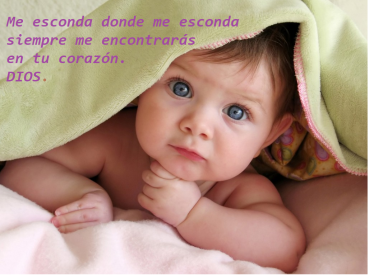 Me esconda donde me esconda
siempre me encontrarás
en tu corazón.
DIOS.